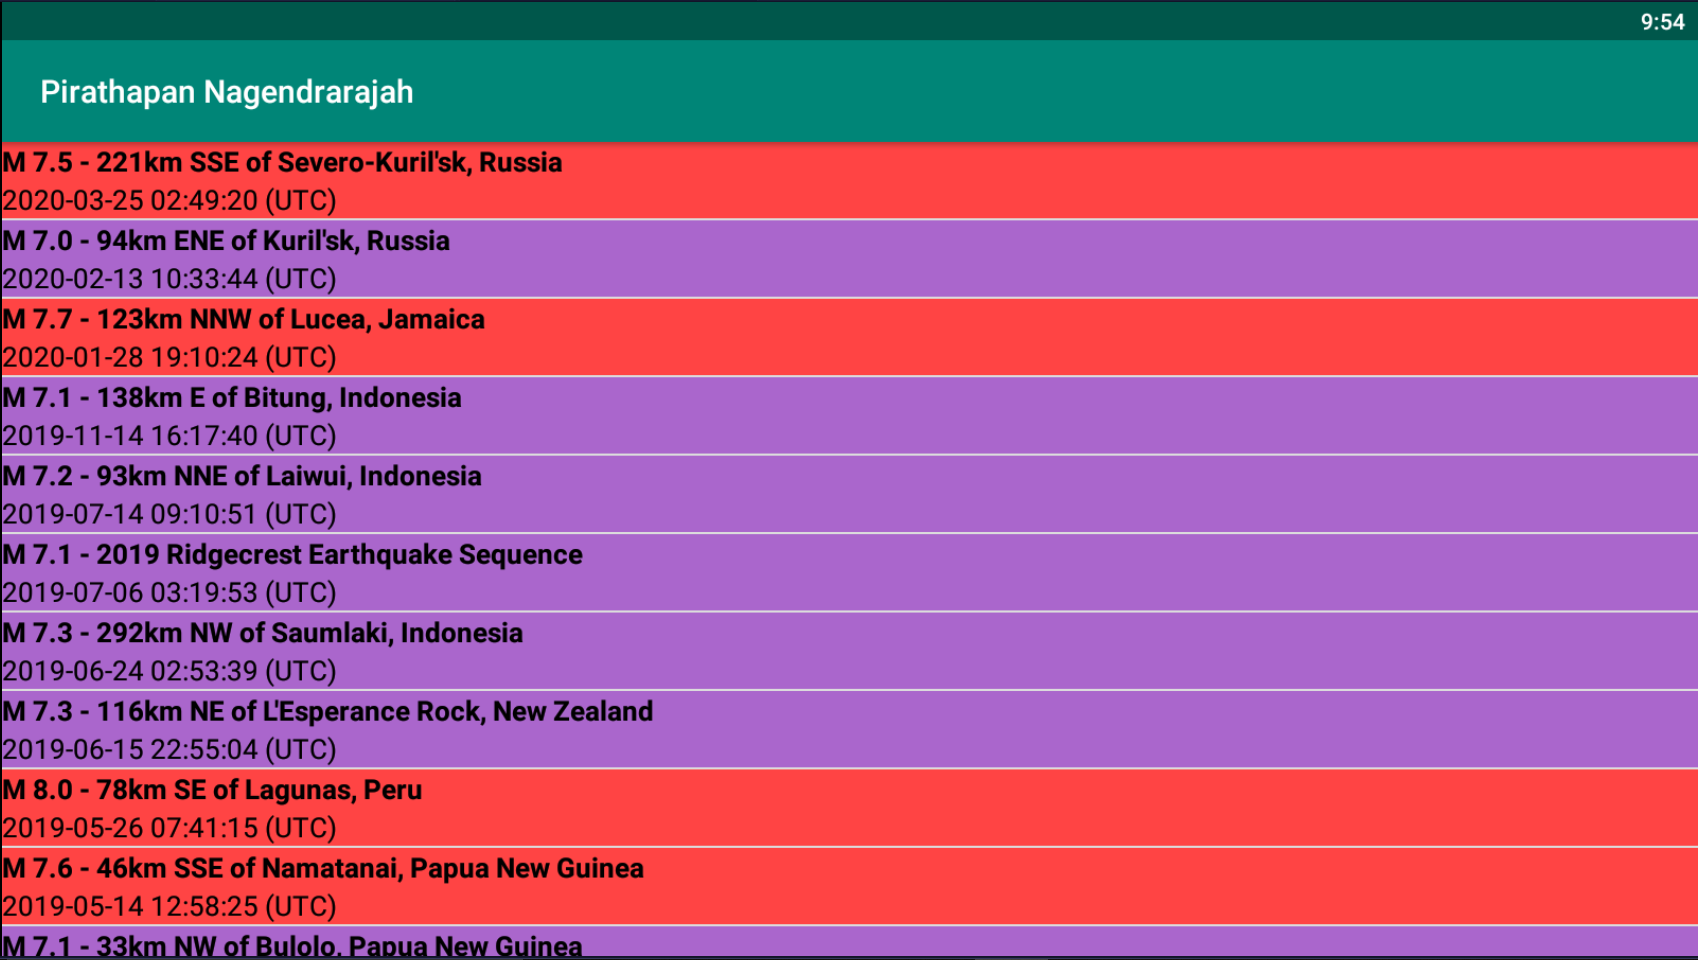 9:54
Pirathapan Nagendrarajah
M 7.5 - 221km SSE of Severo-Kuril'sk, Russia
2020-03-25 02:49:20 (UTC)
M 7.0 - 94km ENE of Kuril'sk, Russia
2020-02-13 10:33:44 (UTC)
M 7.7 - 123km NNW of Lucea, Jamaica
2020-01-28 19:10:24 (UTC)
M 7.1 - 138km E of Bitung, Indonesia
2019-11-14 16:17:40 (UTC)
M 7.2 - 93km NNE of Laiwui, Indonesia
2019-07-14 09:10:51 (UTC)
M 7.1 - 2019 Ridgecrest Earthquake Sequence
2019-07-06 03:19:53 (UTC)
M 7.3 - 292km NW of Saumlaki, Indonesia
2019-06-24 02:53:39 (UTC)
M 7.3 - 116km NE of L'Esperance Rock, New Zealand
2019-06-15 22:55:04 (UTC)
M 8.0 - 78km SE of Lagunas, Peru
2019-05-26 07:41:15 (UTC)
M 7.6 - 46km SSE of Namatanai, Papua New Guinea
2019-05-14 12:58:25 (UTC)
M 7.1 - 33km NW of Bulolo, Papua New Guinea